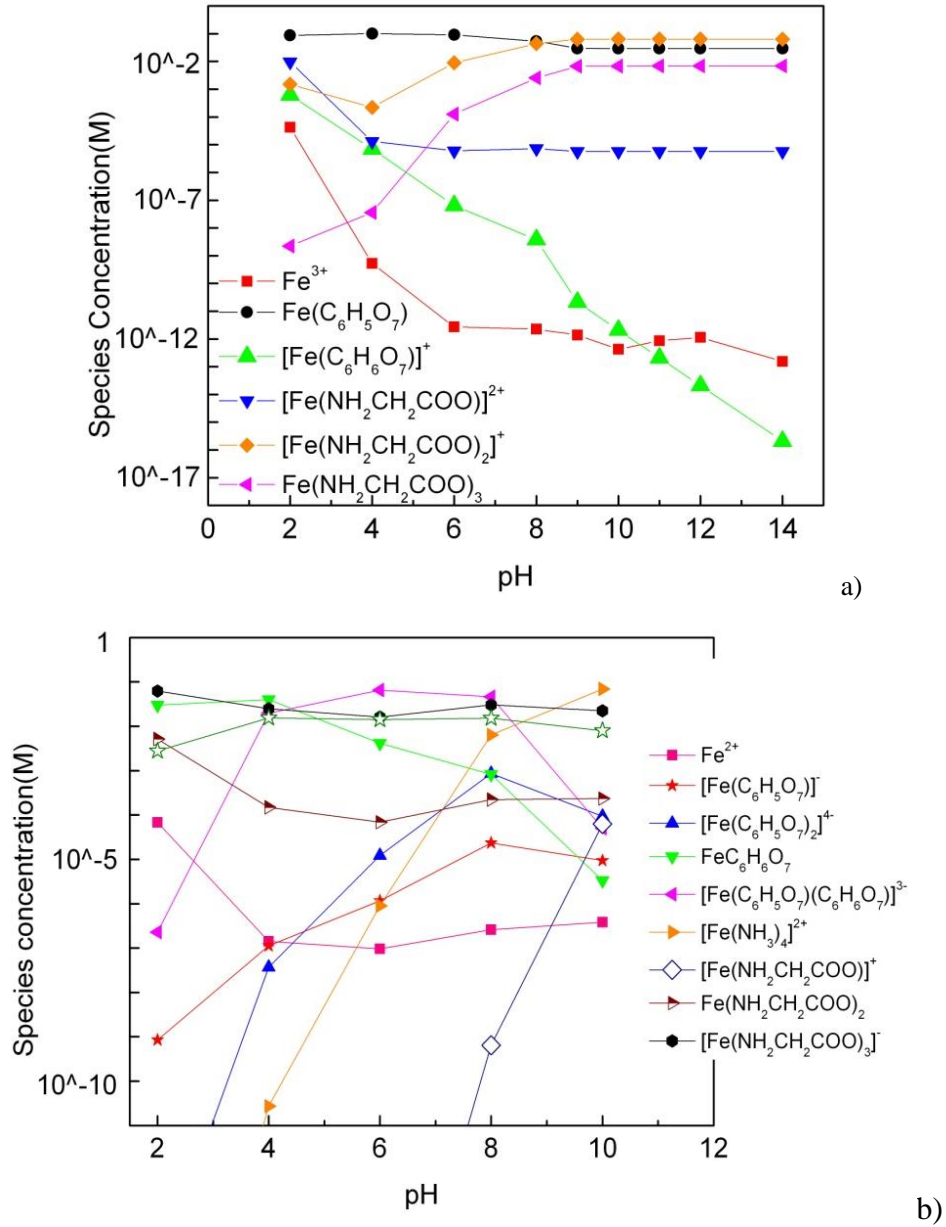 10^-2
10^-7
10^-12
10^-17
Species Concentration(M)
Fe³⁺
Fe(C₆H₅O₇)
[Fe(C₆H₆O₇)]⁺
[Fe(NH₂CH₂COO)]²⁺
[Fe(NH₂CH₂COO)₂]⁺
Fe(NH₂CH₂COO)₃
0 2 4 6 8 10 12 14
pH
a)
1
10^-5
10^-10
Species concentration(M)
Fe²⁺
[Fe(C₆H₅O₇)]⁻
[Fe(C₆H₅O₇)₂]⁴⁻
FeC₆H₆O₇
[Fe(C₆H₅O₇)(C₆H₆O₇)]³⁻
[Fe(NH₃)₄]²⁺
[Fe(NH₂CH₂COO)]⁺
Fe(NH₂CH₂COO)₂
[Fe(NH₂CH₂COO)₃]⁻
2 4 6 8 10 12
pH
b)